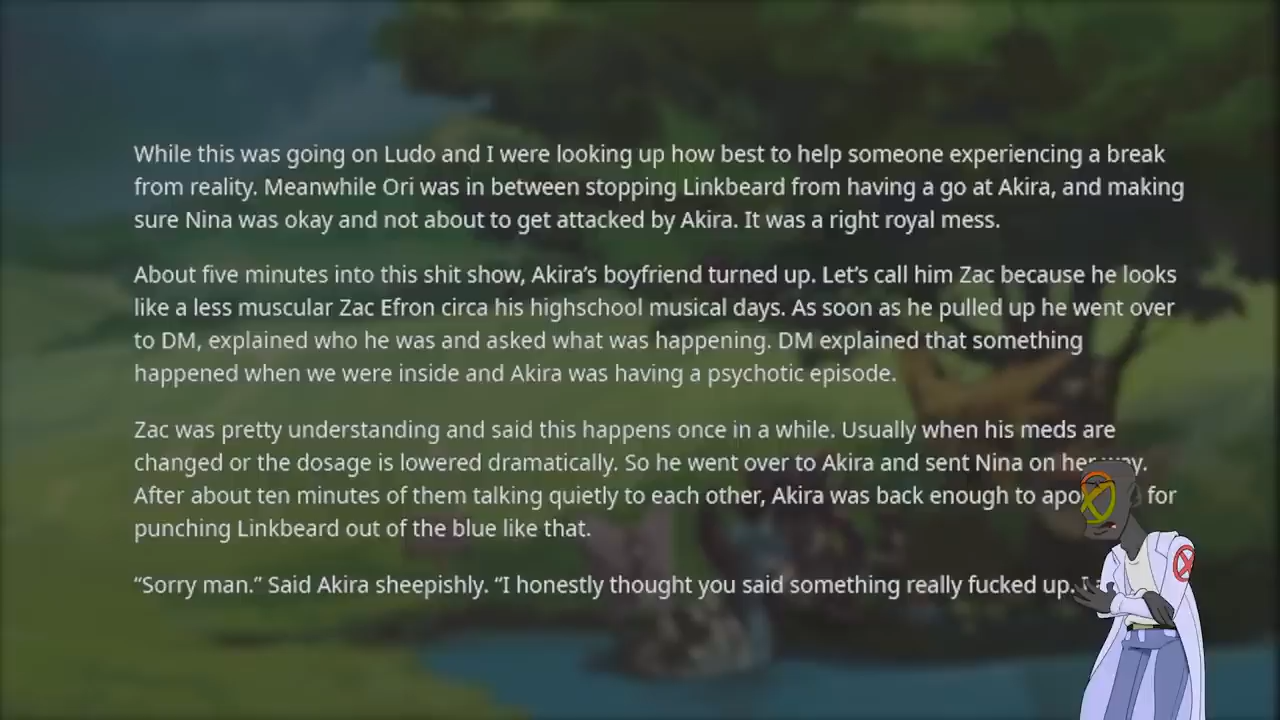 While this was going on Ludo and I were looking up how best to help someone experiencing a break
from reality. Meanwhile Ori was in between stopping Linkbeard from having a go at Akira, and making
sure Nina was okay and not about to get attacked by Akira. It was a right royal mess.
About five minutes into this shit show, Akira’s boyfriend turned up. Let’s call him Zac because he looks
like a less muscular Zac Efron circa his highschool musical days. As soon as he pulled up he went over
to DM, explained who he was and asked what was happening. DM explained that something
happened when we were inside and Akira was having a psychotic episode.
Zac was pretty understanding and said this happens once in a while. Usually when his meds are
changed or the dosage is lowered dramatically. So he went over to Akira and sent Nina on her
After about ten minutes of them talking quietly to each other, Akira was back enough to for
punching Linkbeard out of the blue like that.
“Sorry man.” Said Akira sheepishly. “I honestly thought you said something really fucked up.